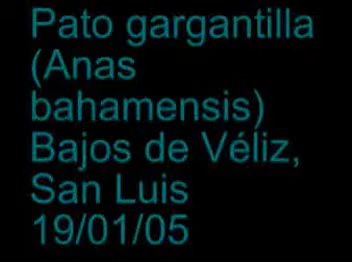 Pato gargantilla
(Anas
bahamensis)
Bajos de Véliz,
San Luis
19/01/05